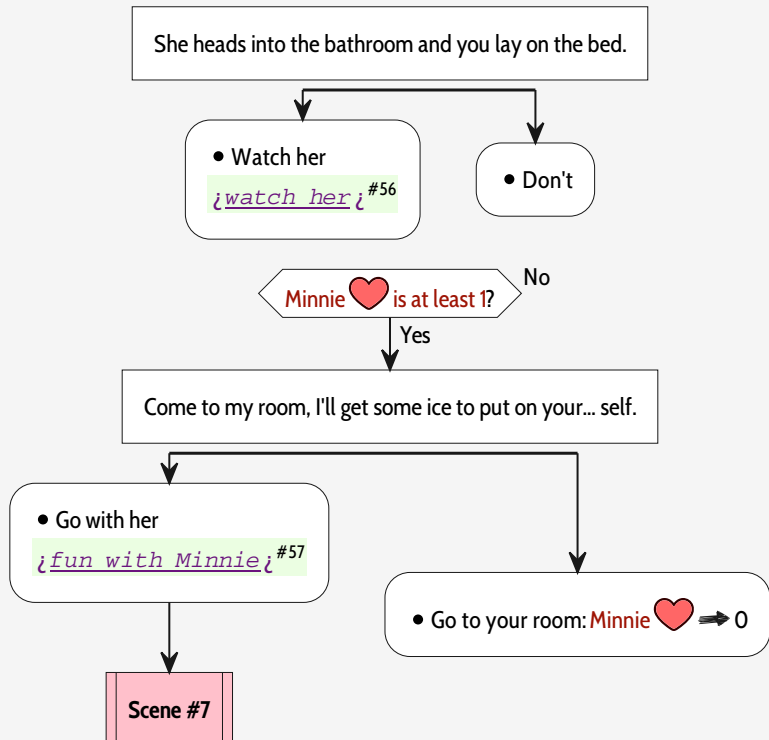 She heads into the bathroom and you lay on the bed.
• Watch her
¿watch her¿#56
• Don't
Minnie is at least 1?
No
Yes
Come to my room, I'll get some ice to put on your... self.
• Go with her
¿fun with Minnie¿#57
• Go to your room: Minnie 0
Scene #7